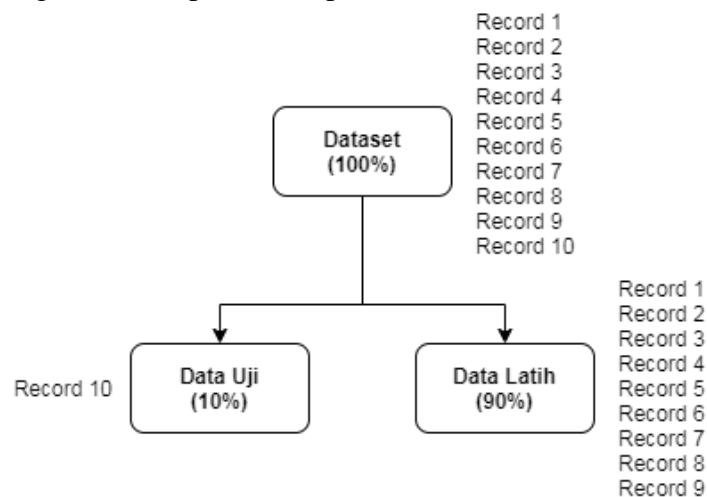 Record 1
Record 2
Record 3
Record 4
Record 5
Record 6
Record 7
Record 8
Record 9
Record 10
Dataset
(100%)
Record 10
Data Uji
(10%)
Data Latih
(90%)
Record 1
Record 2
Record 3
Record 4
Record 5
Record 6
Record 7
Record 8
Record 9